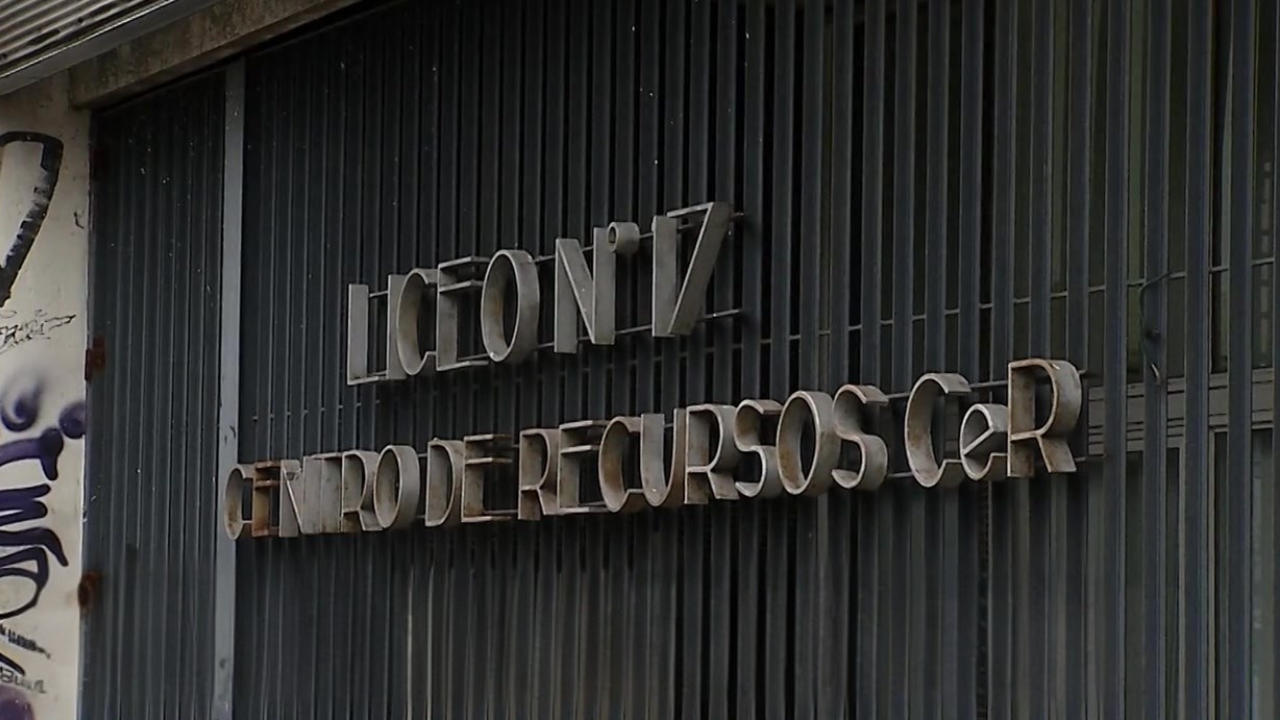 LICEO N° 17
CENTRO DE RECURSOS CeR